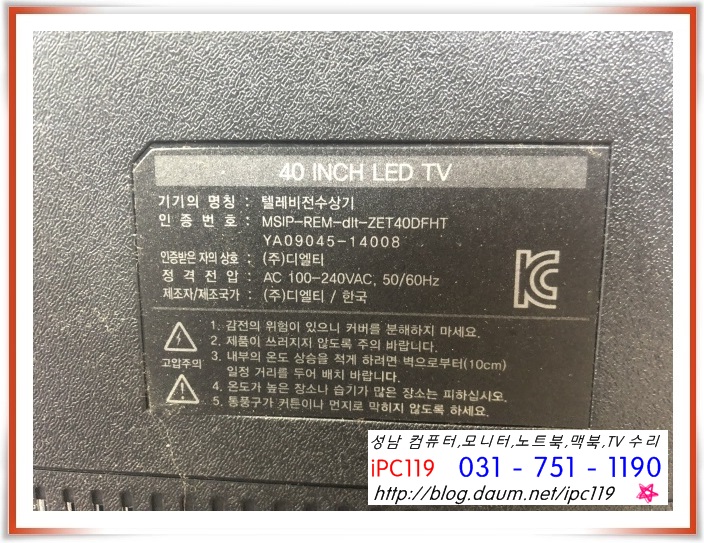 40 INCH LED TV
기기의 명칭 : 텔레비전수상기
인 증 번 호 : MSIP-REM-dlt-ZET40DFHT
YA09045-14008
인증받은 자의 상호 : (주)디엘티
정 격 전 압 : AC 100-240VAC, 50/60Hz
제조자/제조국가 : (주)디엘티 / 한국
KC
고압주의
1. 감전의 위험이 있으니 커버를 분해하지 마세요.
2. 제품이 쓰러지지 않도록 주의 바랍니다.
3. 내부의 온도 상승을 적게 하려면 벽으로부터(10cm)
일정 거리를 두어 배치 바랍니다.
4. 온도가 높은 장소나 습기가 많은 장소는 피하십시오.
5. 통풍구가 커튼이나 먼지로 막히지 않도록 하세요.
성남 컴퓨터,모니터,노트북,맥북,TV 수리
iPC119 031 - 751 - 1190
http://blog.daum.net/ipc119